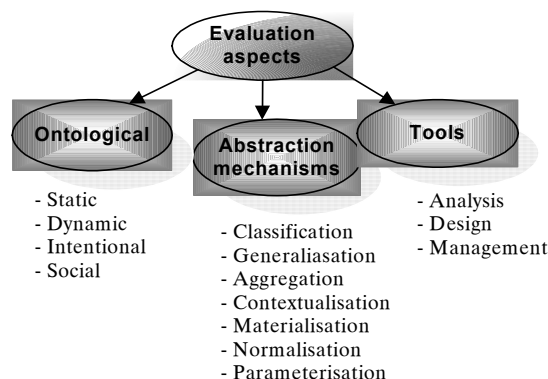 Evaluation
aspects
Ontological
- Static
- Dynamic
- Intentional
- Social
Abstraction
mechanisms
- Classification
- Generaliasation
- Aggregation
- Contextualisation
- Materialisation
- Normalisation
- Parameterisation
Tools
- Analysis
- Design
- Management